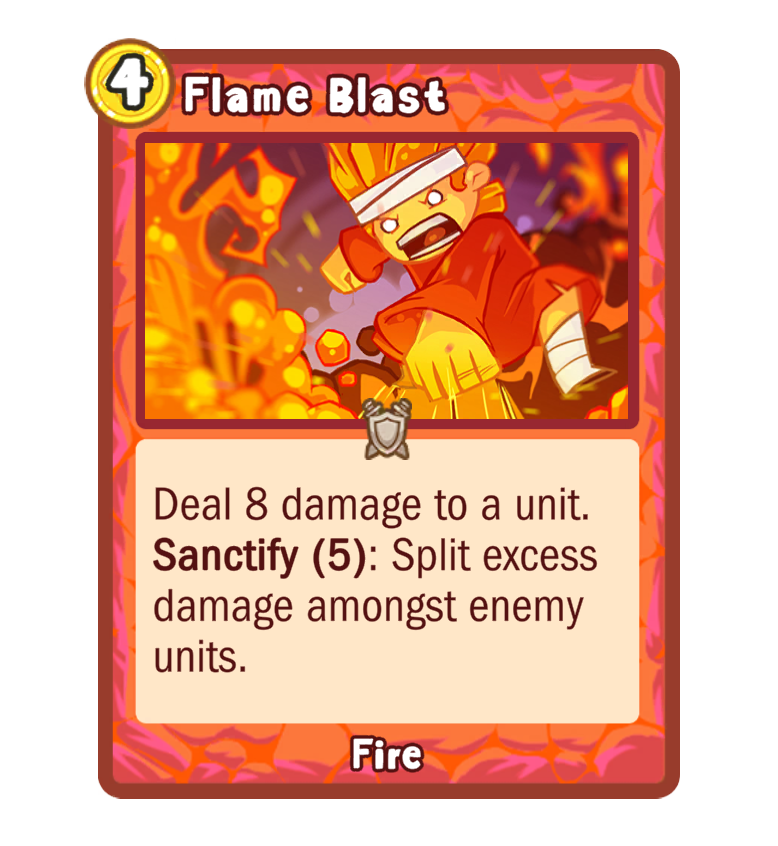 4
Flame Blast
Deal 8 damage to a unit.
Sanctify (5): Split excess
damage amongst enemy
units.
Fire